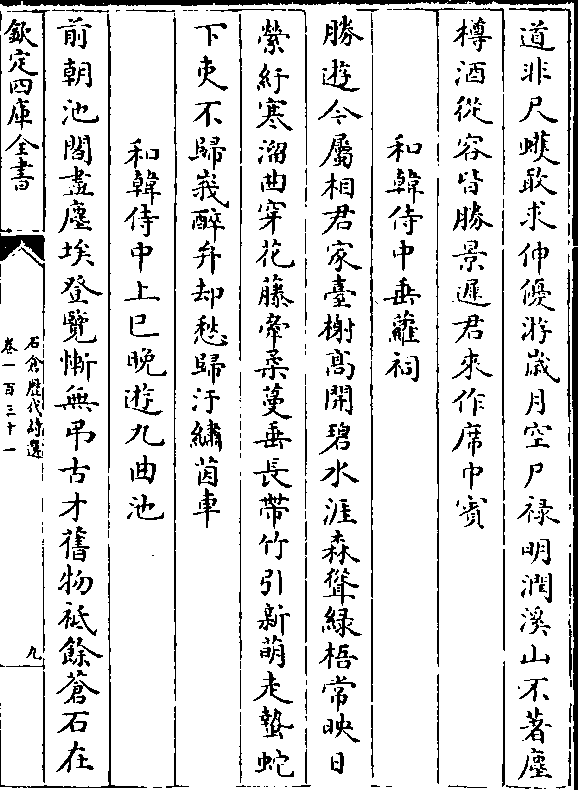 道非尺蠖敢求伸優游歲月空尸禄明潤溪山不著塵
樽酒從容皆勝景遲君來作席中賓
和韓侍中垂蘿祠
勝遊今屬相君家臺榭髙開碧水涯森聳緑梧常映日
縈紆寒溜曲穿花藤牽柔蔓垂長帶竹引新萌走蟄蛇
下吏不歸峩醉弁却愁歸汙繡茵車
和韓侍中上巳晚遊九曲池
前朝池閣盡塵埃登覽慚無弔古才舊物祗餘蒼石在
欽定四庫全書
石倉歷代詩選
卷一百三十一
九